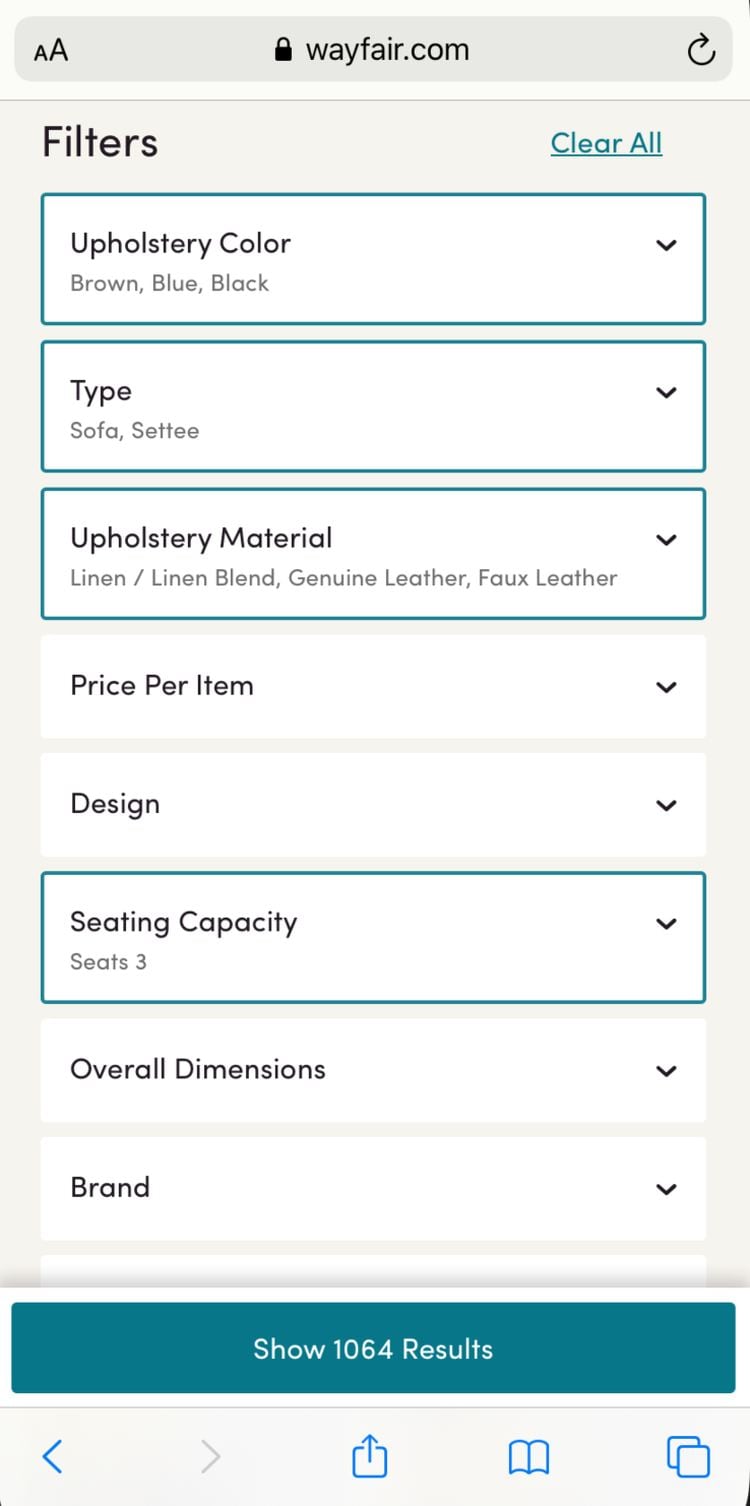 AA wayfair.com
Filters Clear All
Upholstery Color
Brown, Blue, Black
Type
Sofa, Settee
Upholstery Material
Linen / Linen Blend, Genuine Leather, Faux Leather
Price Per Item
Design
Seating Capacity
Seats 3
Overall Dimensions
Brand
Show 1064 Results